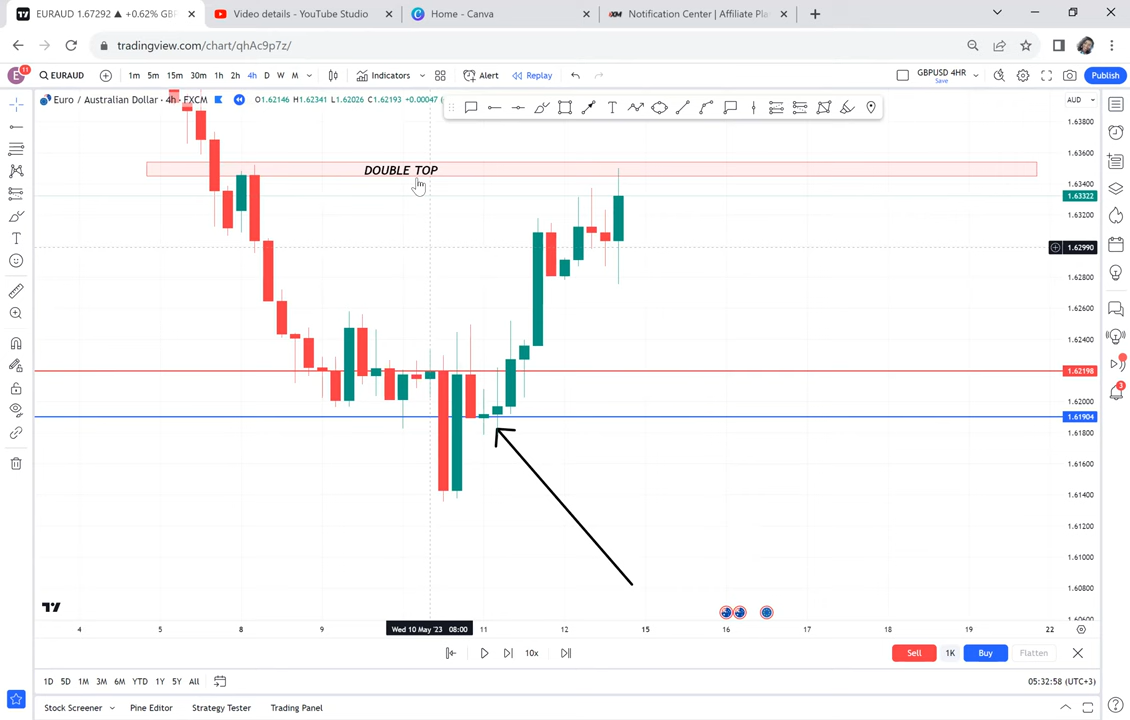 EURAUD 1.67292 ▲ +0.62% GBP
Video details - YouTube Studio
Home - Canva
Notification Center | Affiliate Pla
tradingview.com/chart/qhAc9p7z/
E 11 EURAUD 1m 5m 15m 30m 1h 2h 4h D W M Indicators Alert Replay GBPUSD 4HR Save Publish
Euro / Australian Dollar · 4h · FXCM O1.62146 H1.62341 L1.62026 C1.62193 +0.00047
AUD
1.63800
1.63600
DOUBLE TOP
1.63400
1.63322
1.63200
1.62990
1.62800
1.62600
1.62400
1.62198
1.62000
1.61904
1.61800
1.61600
1.61400
1.61200
1.61000
1.60800
1.60600
3
4 5 8 9 Wed 10 May '23 08:00 11 12 15 16 17 18 19 22
10x Sell 1K Buy Flatten
1D 5D 1M 3M 6M YTD 1Y 5Y All 05:32:58 (UTC+3)
Stock Screener Pine Editor Strategy Tester Trading Panel